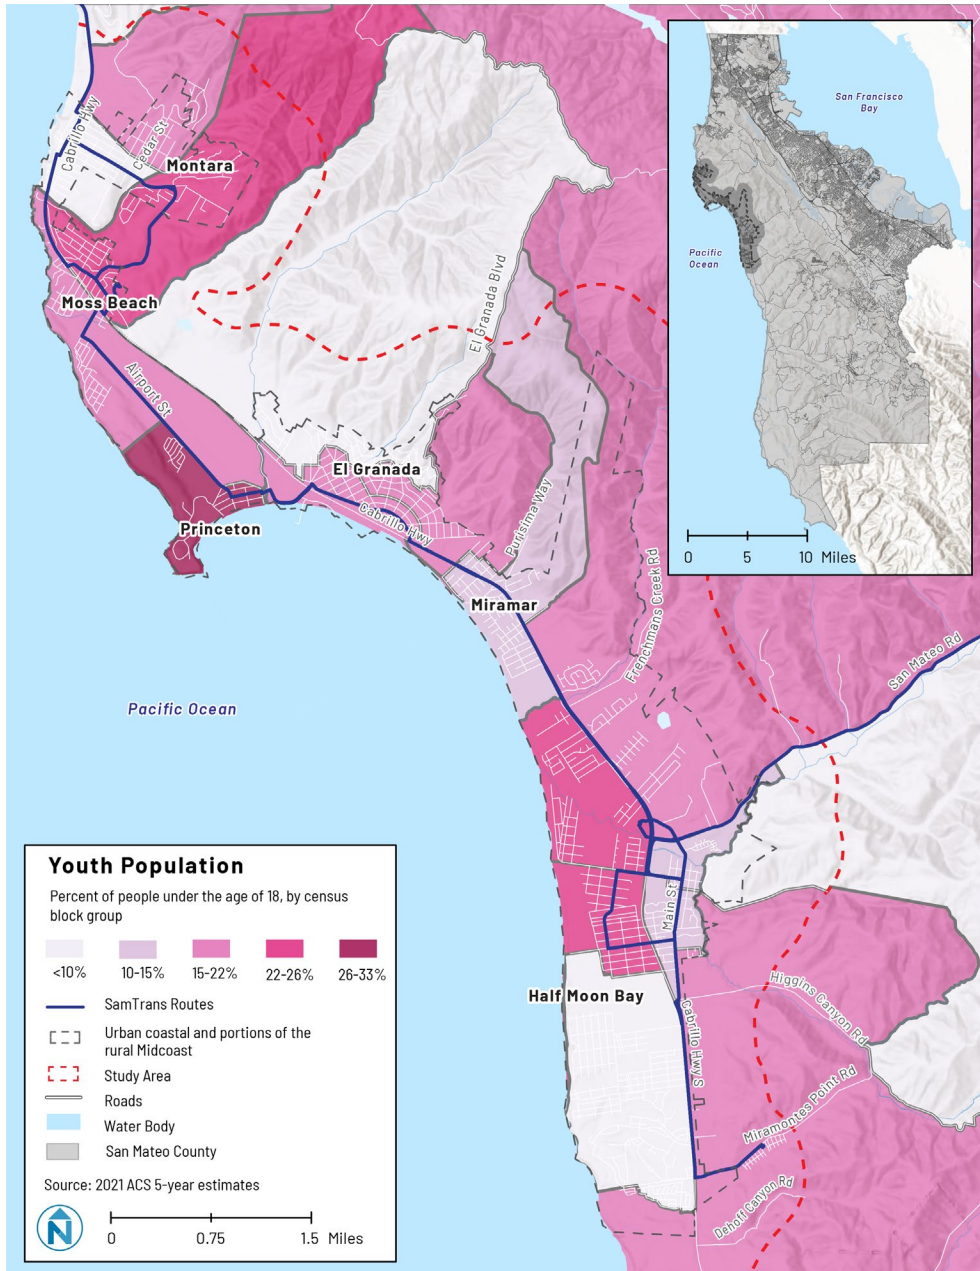 Cabrillo Hwy
Cedar St
Montara
Moss Beach
Airport St
El Granada Blvd
El Granada
Cabrillo Hwy
Princeton
Purisima Way
Miramar
Frenchmans Creek Rd
San Mateo Rd
Pacific Ocean
Main St
Half Moon Bay
Higgins Canyon Rd
Cabrillo Hwy S
Miramontes Point Rd
Dehoff Canyon Rd
San Francisco
Bay
Pacific
Ocean
0 5 10 Miles
Youth Population
Percent of people under the age of 18, by census
block group
<10% 10-15% 15-22% 22-26% 26-33%
SamTrans Routes
Urban coastal and portions of the
rural Midcoast
Study Area
Roads
Water Body
San Mateo County
Source: 2021 ACS 5-year estimates
N
0 0.75 1.5 Miles